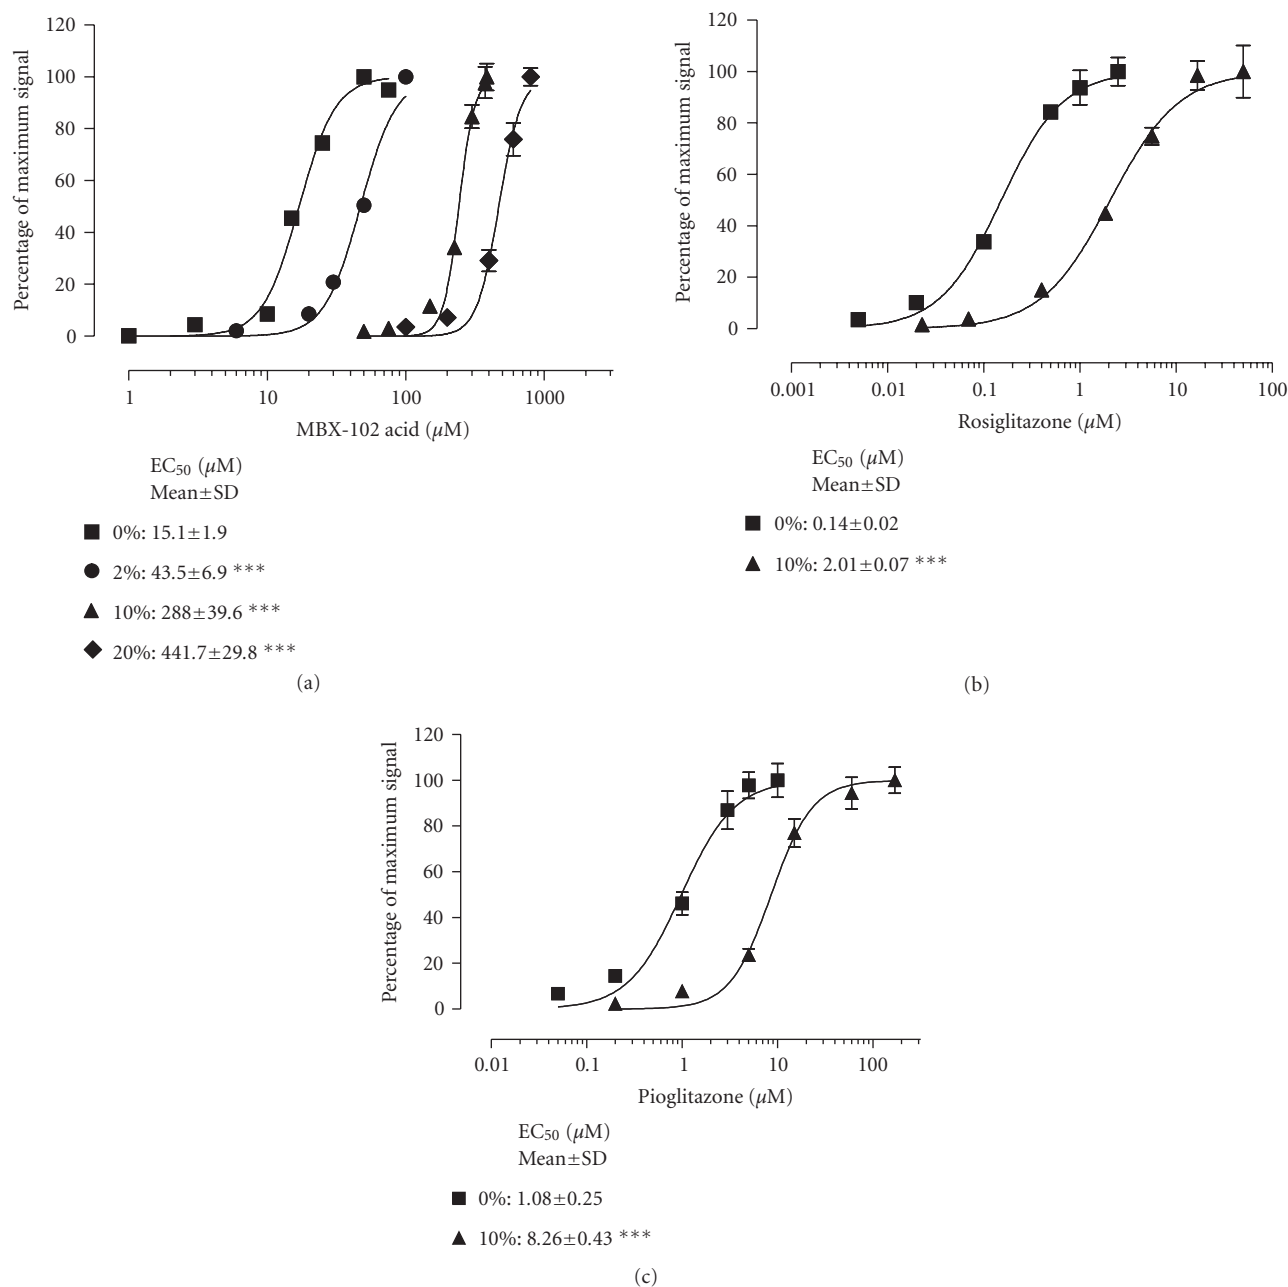 Percentage of maximum signal
120
100
80
60
40
20
0
1 10 100 1000
MBX-102 acid (μM)
EC₅₀ (μM)
Mean±SD
0%: 15.1±1.9
2%: 43.5±6.9 ***
10%: 288±39.6 ***
20%: 441.7±29.8 ***
(a)
Percentage of maximum signal
120
100
80
60
40
20
0
0.001 0.01 0.1 1 10 100
Rosiglitazone (μM)
EC₅₀ (μM)
Mean±SD
0%: 0.14±0.02
10%: 2.01±0.07 ***
(b)
Percentage of maximum signal
120
100
80
60
40
20
0
0.01 0.1 1 10 100
Pioglitazone (μM)
EC₅₀ (μM)
Mean±SD
0%: 1.08±0.25
10%: 8.26±0.43 ***
(c)